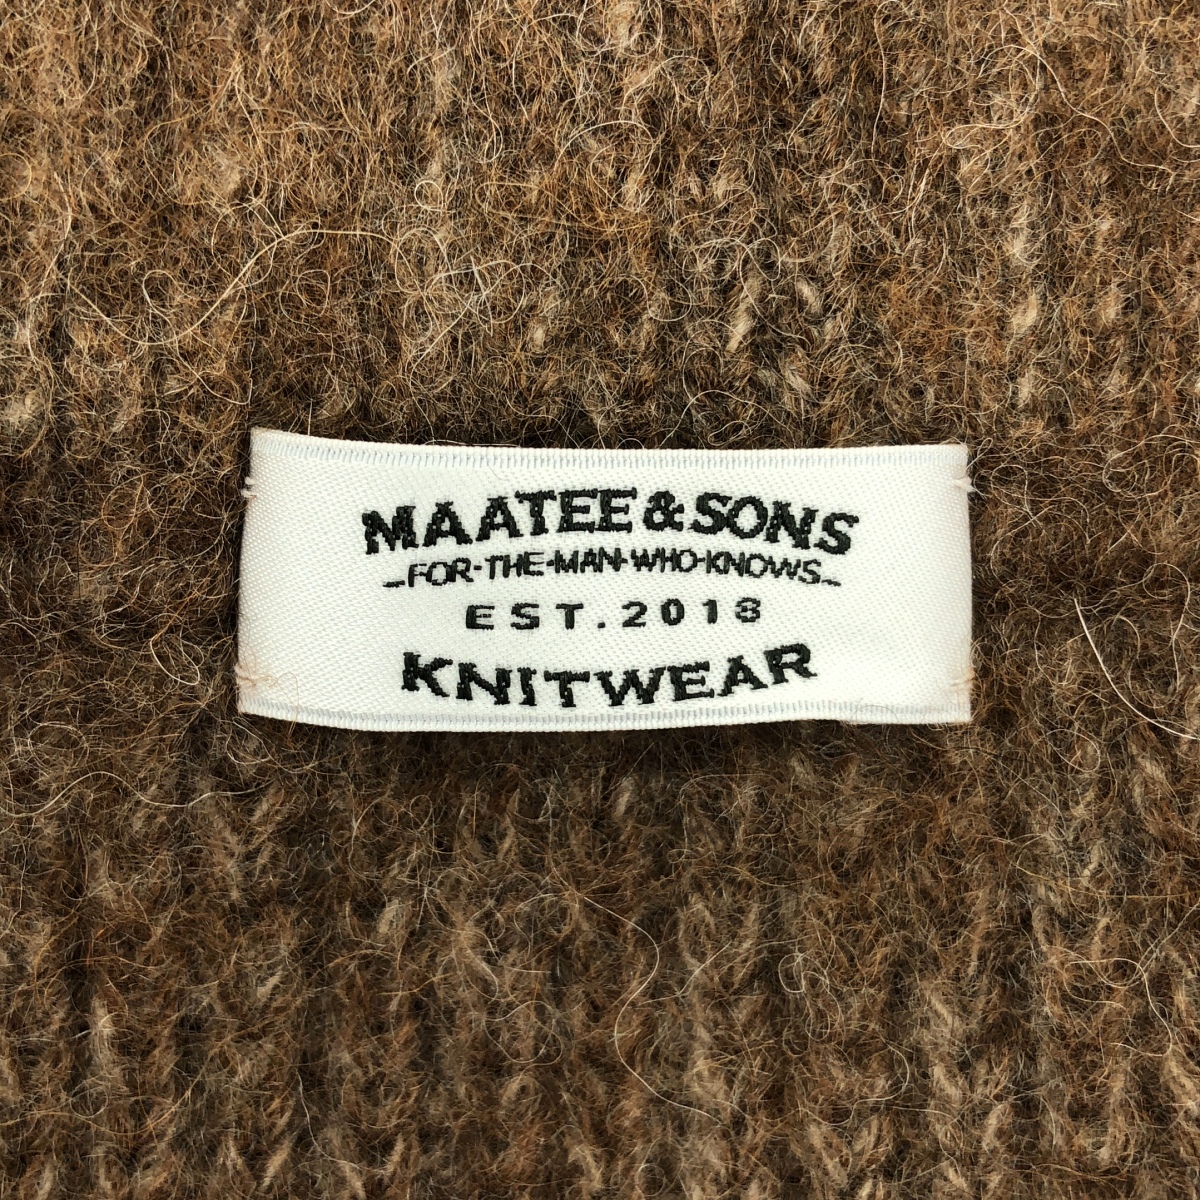 MAATEE&SONS
-FOR-THE-MAN-WHO-KNOWS-
EST.2018
KNITWEAR